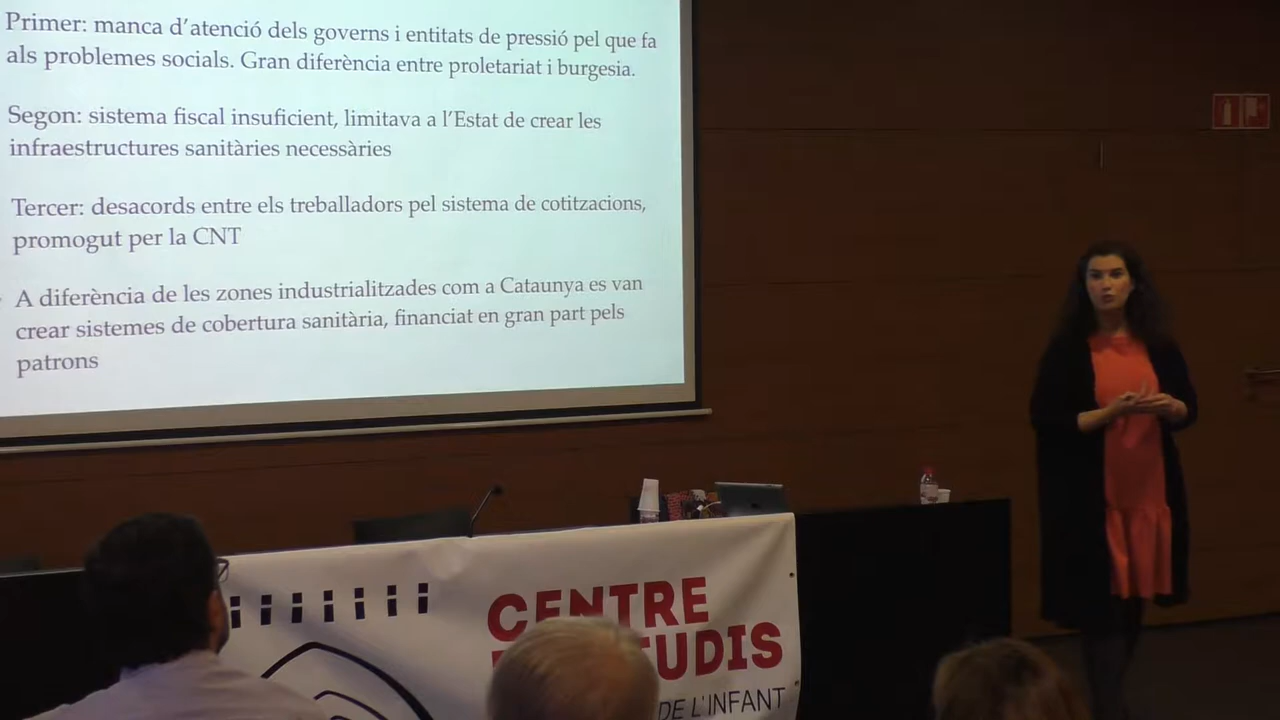 Primer: manca d'atenció dels governs i entitats de pressió pel que fa
als problemes socials. Gran diferència entre proletariat i burgesia.
Segon: sistema fiscal insuficient, limitava a l'Estat de crear les
infraestructures sanitàries necessàries
Tercer: desacords entre els treballadors pel sistema de cotitzacions,
promogut per la CNT
A diferència de les zones industrialitzades com a Cataunya es van
crear sistemes de cobertura sanitària, financiat en gran part pels
patrons
CENTRE
DE L'INFANT